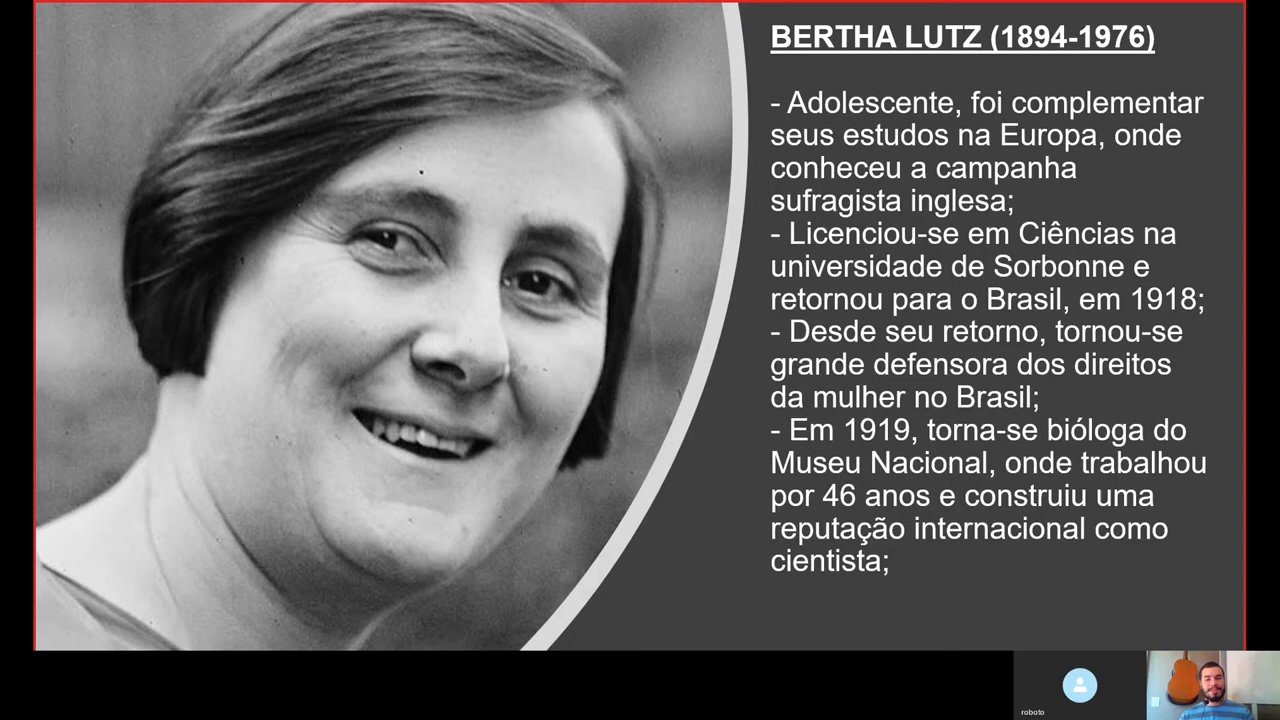 BERTHA LUTZ (1894-1976)
- Adolescente, foi complementar
seus estudos na Europa, onde
conheceu a campanha
sufragista inglesa;
- Licenciou-se em Ciências na
universidade de Sorbonne e
retornou para o Brasil, em 1918;
- Desde seu retorno, tornou-se
grande defensora dos direitos
da mulher no Brasil;
- Em 1919, torna-se bióloga do
Museu Nacional, onde trabalhou
por 46 anos e construiu uma
reputação internacional como
cientista;
roboto